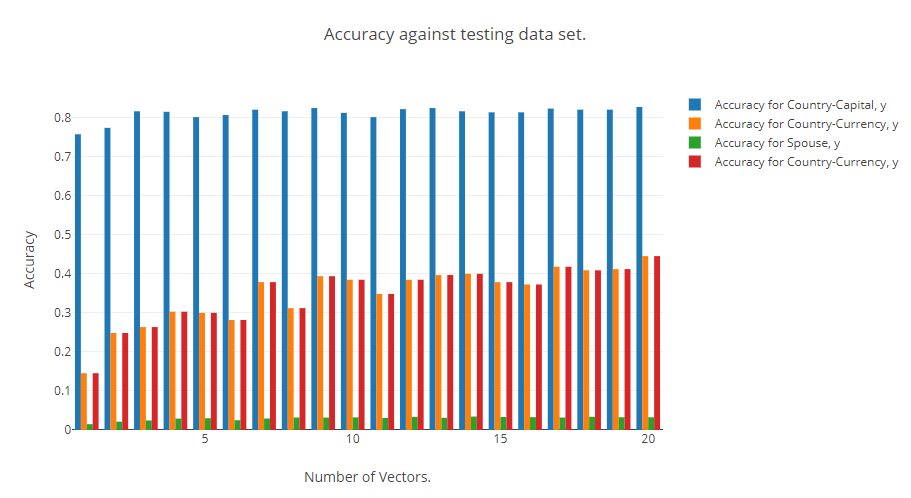 Accuracy against testing data set.
Accuracy for Country-Capital, y
Accuracy for Country-Currency, y
Accuracy for Spouse, y
Accuracy for Country-Currency, y
0.8
0.7
0.6
0.5
0.4
0.3
0.2
0.1
0
Accuracy
5 10 15 20
Number of Vectors.